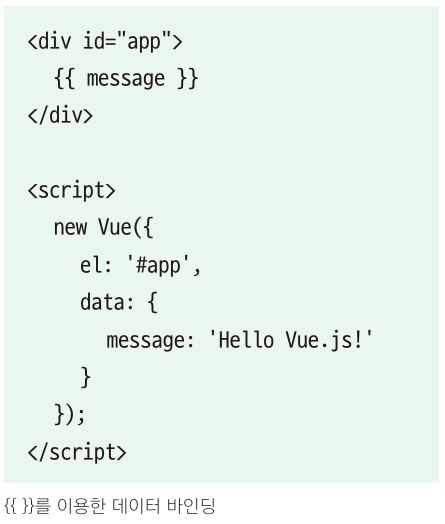 <div id="app">
  {{ message }}
</div>

<script>
  new Vue({
    el: '#app',
    data: {
      message: 'Hello Vue.js!'
    }
  });
</script>
{{ }}를 이용한 데이터 바인딩